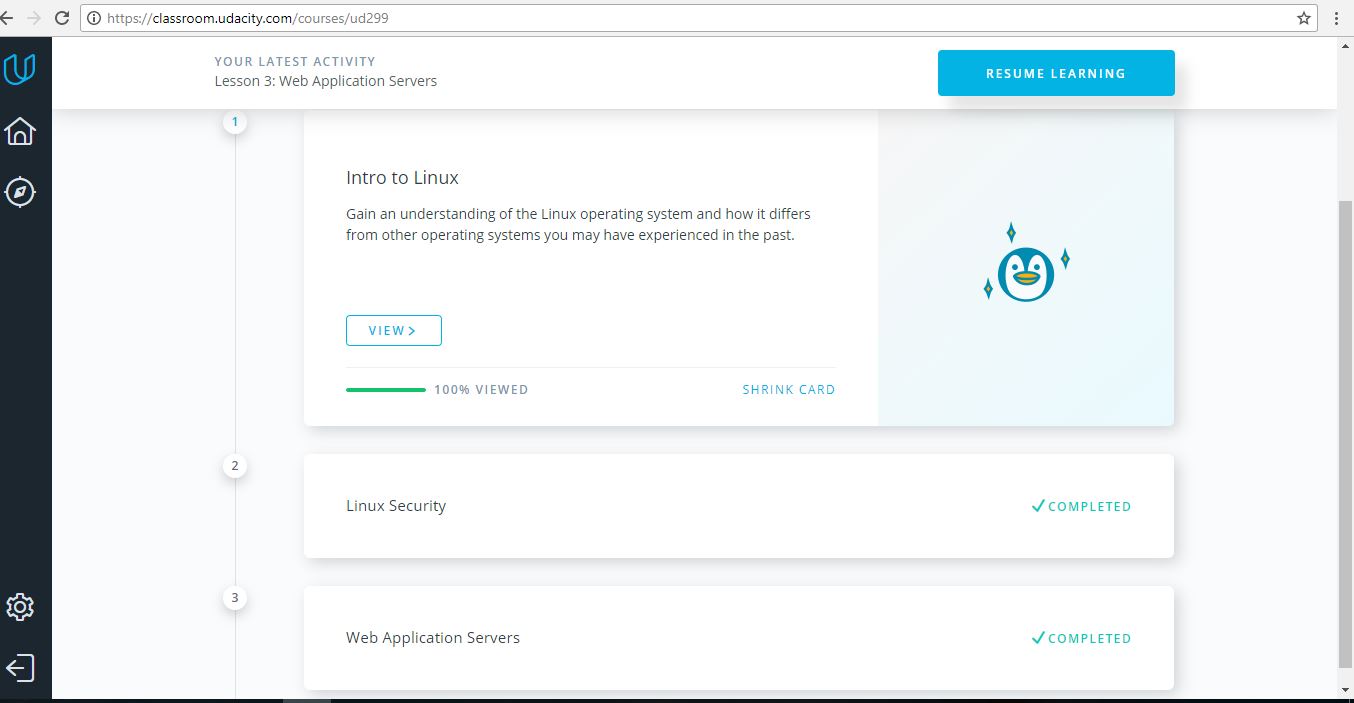 https://classroom.udacity.com/courses/ud299
YOUR LATEST ACTIVITY
Lesson 3: Web Application Servers
RESUME LEARNING
1
Intro to Linux
Gain an understanding of the Linux operating system and how it differs
from other operating systems you may have experienced in the past.
VIEW
100% VIEWED
SHRINK CARD
2
Linux Security
COMPLETED
3
Web Application Servers
COMPLETED